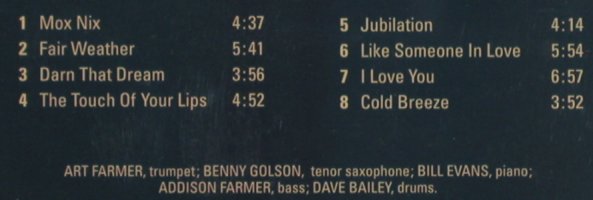 1 Mox Nix 4:37
2 Fair Weather 5:41
3 Darn That Dream 3:56
4 The Touch Of Your Lips 4:52
5 Jubilation 4:14
6 Like Someone In Love 5:54
7 I Love You 6:57
8 Cold Breeze 3:52
ART FARMER, trumpet; BENNY GOLSON, tenor saxophone; BILL EVANS, piano;
ADDISON FARMER, bass; DAVE BAILEY, drums.